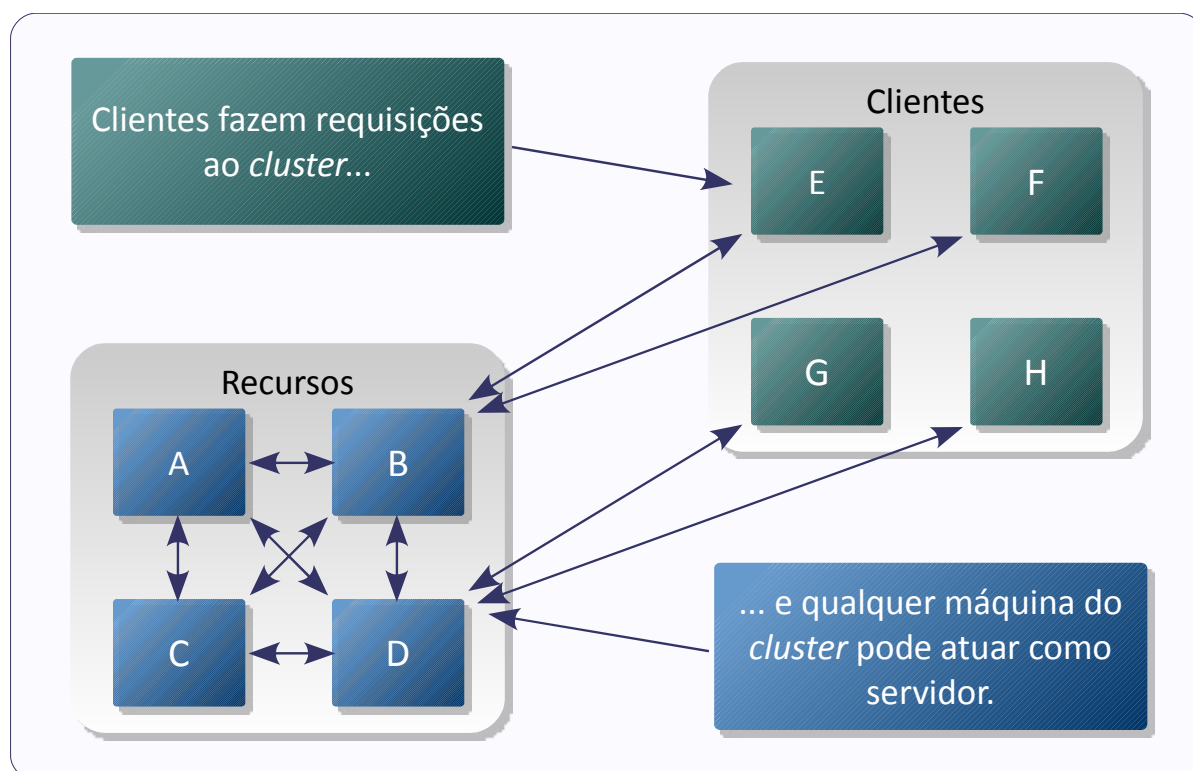 Clientes fazem requisições
ao cluster...
Clientes
E
F
G
H
Recursos
A
B
C
D
... e qualquer máquina do
cluster pode atuar como
servidor.